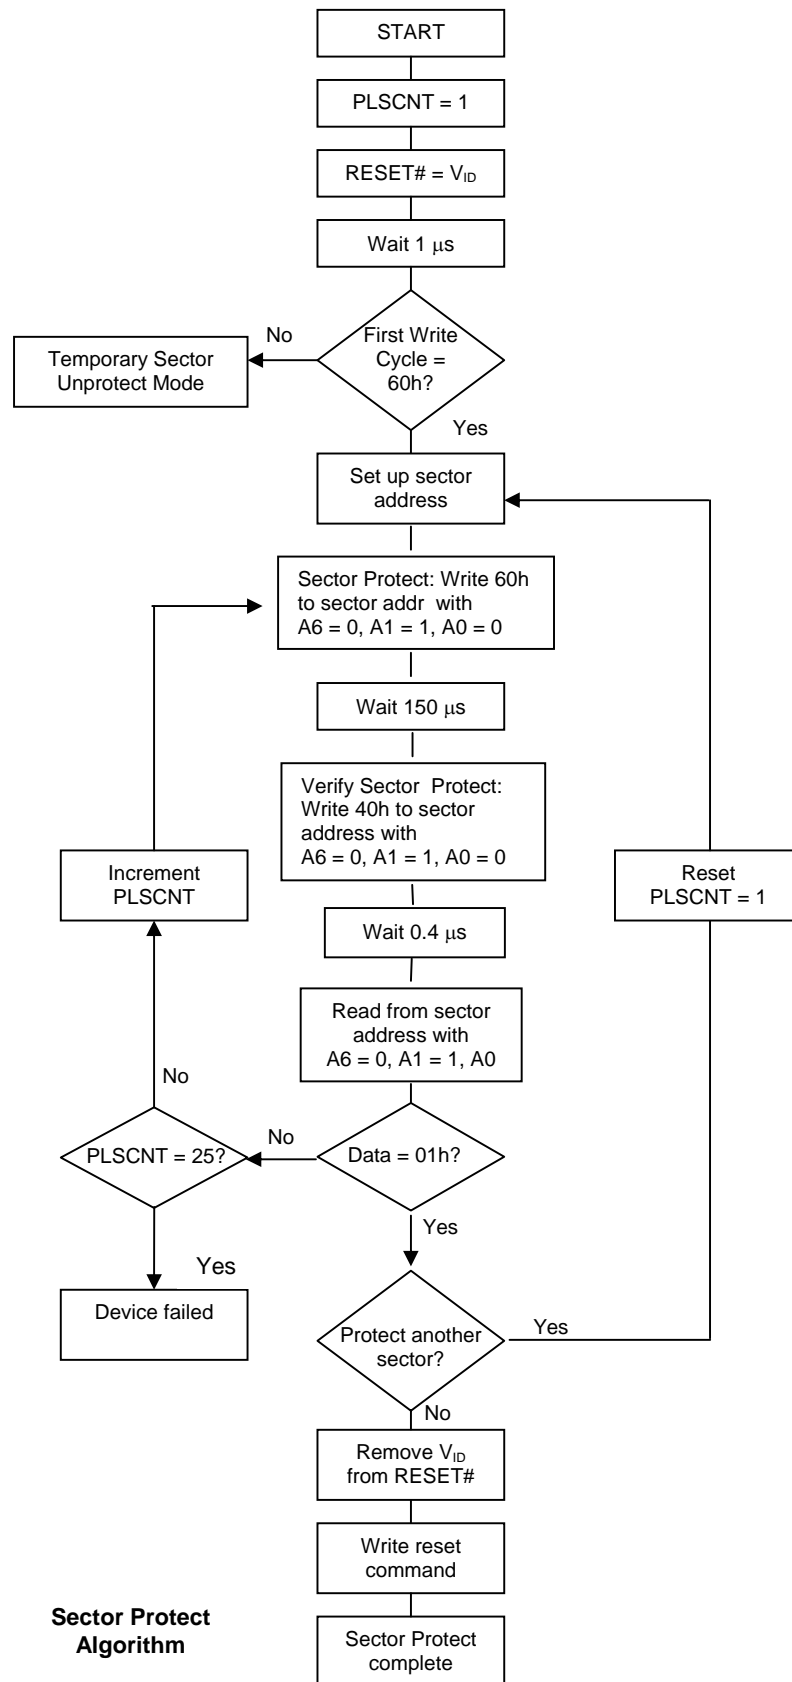 START
PLSCNT = 1
RESET# = VID
Wait 1 μs
First Write
Cycle =
60h?
No
Temporary Sector
Unprotect Mode
Yes
Set up sector
address
Sector Protect: Write 60h
to sector addr with
A6 = 0, A1 = 1, A0 = 0
Wait 150 μs
Verify Sector Protect:
Write 40h to sector
address with
A6 = 0, A1 = 1, A0 = 0
Increment
PLSCNT
Reset
PLSCNT = 1
Wait 0.4 μs
Read from sector
address with
A6 = 0, A1 = 1, A0
No
PLSCNT = 25?
No
Data = 01h?
Yes
Yes
Device failed
Protect another
sector?
Yes
No
Remove VID
from RESET#
Write reset
command
Sector Protect
Algorithm
Sector Protect
complete